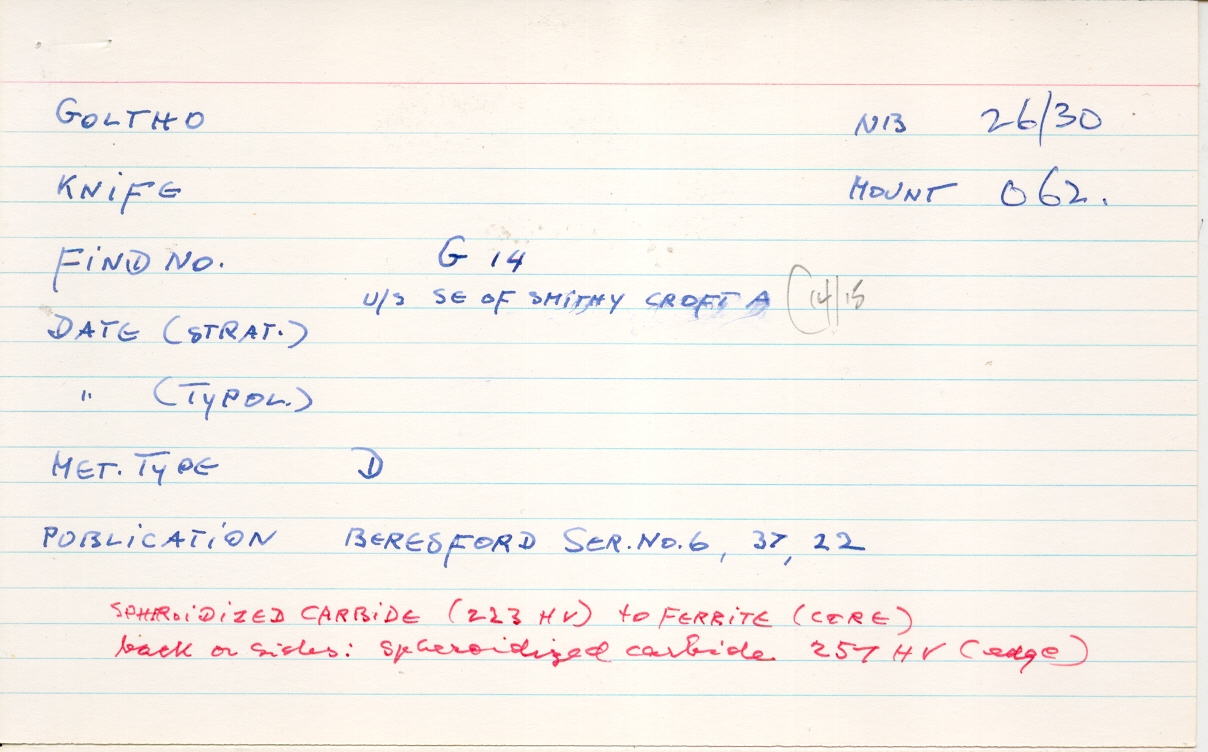 GOLTHO NB 26/30
KNIFE MOUNT 062.
FIND NO. G 14
U/S SE OF SMITHY CROFT A (14/15
DATE (STRAT.)
" (TYPOL.)
MET. TYPE D
PUBLICATION BERESFORD SER. NO. 6, 37, 22
SPHROIDIZED CARBIDE (223 HV) to FERRITE (CORE)
back or sides: spheroidized carbide 257 HV (edge)